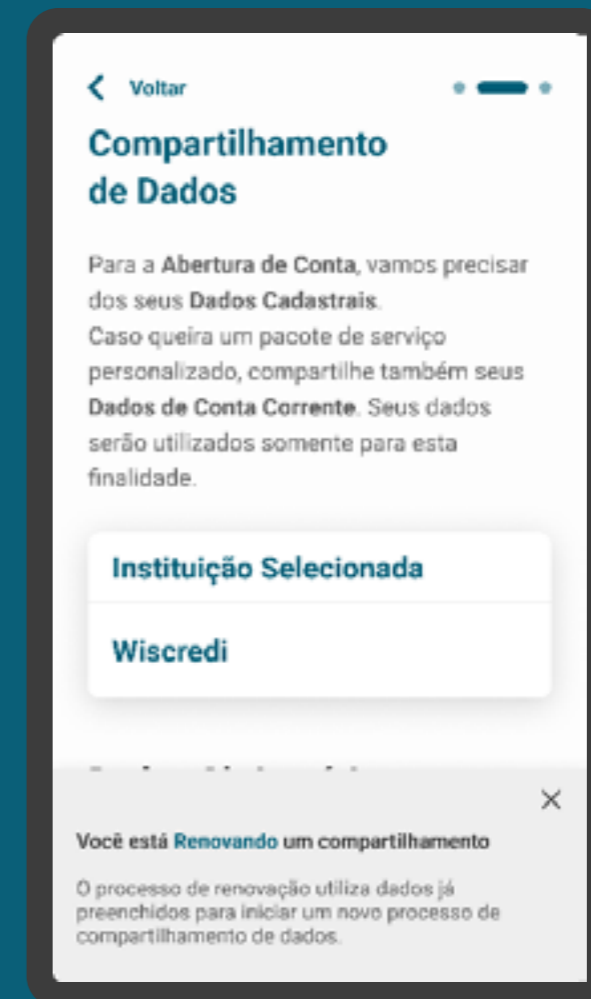 Voltar
Compartilhamento
de Dados
Para a Abertura de Conta, vamos precisar
dos seus Dados Cadastrais.
Caso queira um pacote de serviço
personalizado, compartilhe também seus
Dados de Conta Corrente. Seus dados
serão utilizados somente para esta
finalidade.
Instituição Selecionada
Wiscredi
Você está Renovando um compartilhamento
O processo de renovação utiliza dados já
preenchidos para iniciar um novo processo de
compartilhamento de dados.